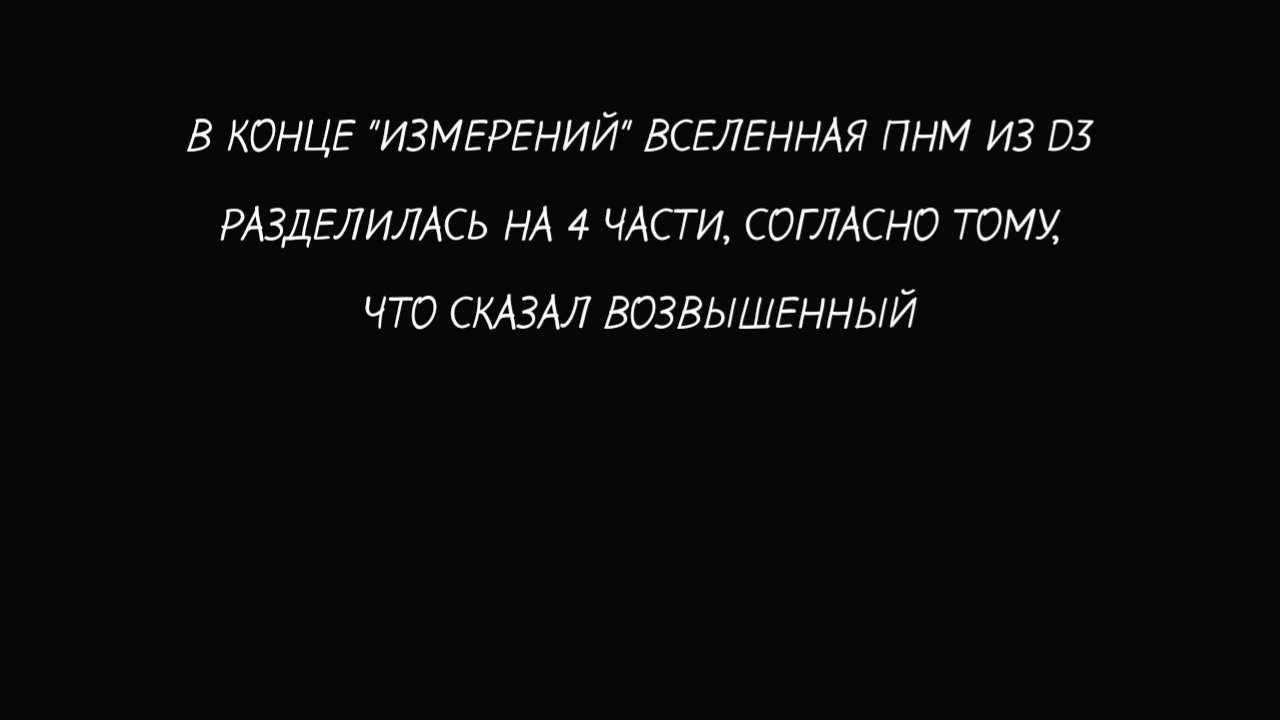 В КОНЦЕ "ИЗМЕРЕНИЙ" ВСЕЛЕННАЯ ПНМ ИЗ D3
РАЗДЕЛИЛАСЬ НА 4 ЧАСТИ, СОГЛАСНО ТОМУ,
ЧТО СКАЗАЛ ВОЗВЫШЕННЫЙ